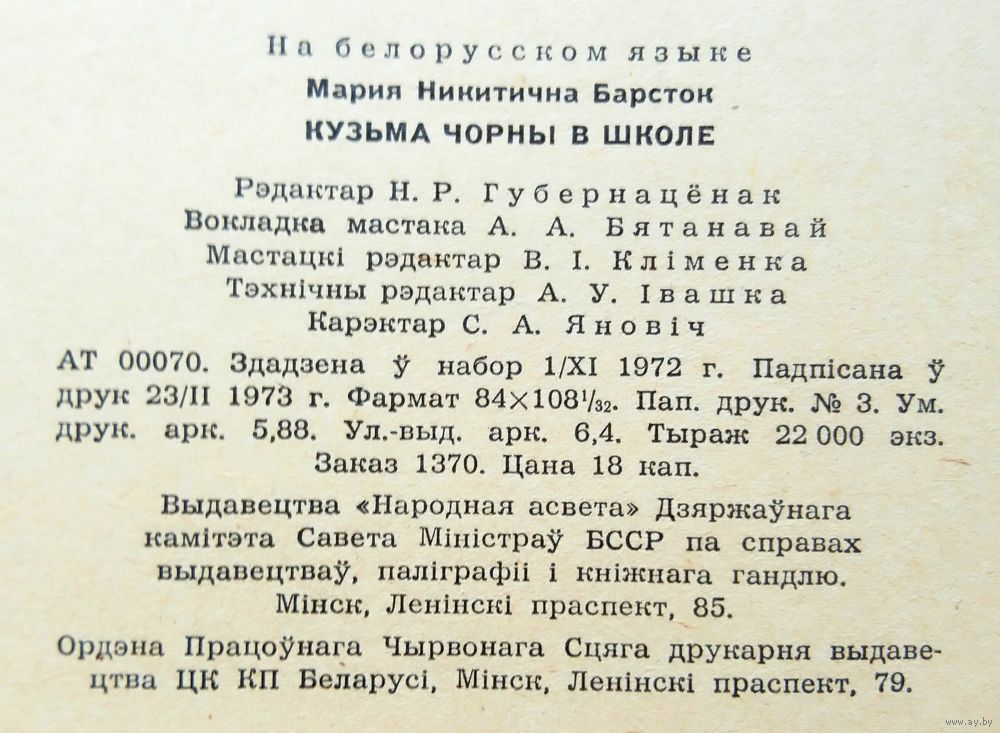 На белорусском языке
Мария Никитична Барсток
КУЗЬМА ЧОРНЫ В ШКОЛЕ
Рэдактар Н. Р. Губернацёнак
Вокладка мастака А. А. Бятанавай
Мастацкі рэдактар В. І. Кліменка
Тэхнічны рэдактар А. У. Івашка
Карэктар С. А. Яновіч
АТ 00070. Здадзена ў набор 1/XI 1972 г. Падпісана ў
друк 23/II 1973 г. Фармат 84×108¹/₃₂. Пап. друк. № 3. Ум.
друк. арк. 5,88. Ул.-выд. арк. 6,4. Тыраж 22 000 экз.
Заказ 1370. Цана 18 кап.
Выдавецтва «Народная асвета» Дзяржаўнага
камітэта Савета Міністраў БССР па справах
выдавецтваў, паліграфіі і кніжнага гандлю.
Мінск, Ленінскі праспект, 85.
Ордэна Працоўнага Чырвонага Сцяга друкарня выдаве-
цтва ЦК КП Беларусі, Мінск, Ленінскі праспект, 79.
www.ay.by